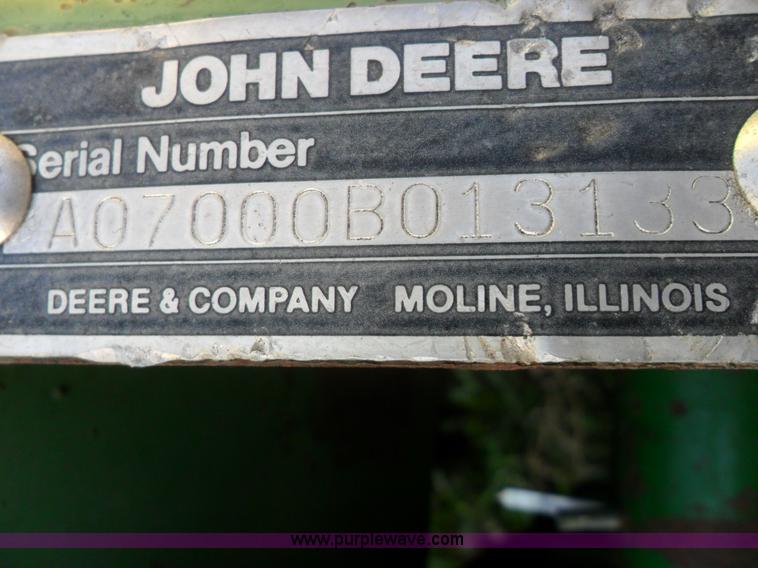 JOHN DEERE
Serial Number
A07000B013133
DEERE & COMPANY MOLINE, ILLINOIS
www.purplewave.com